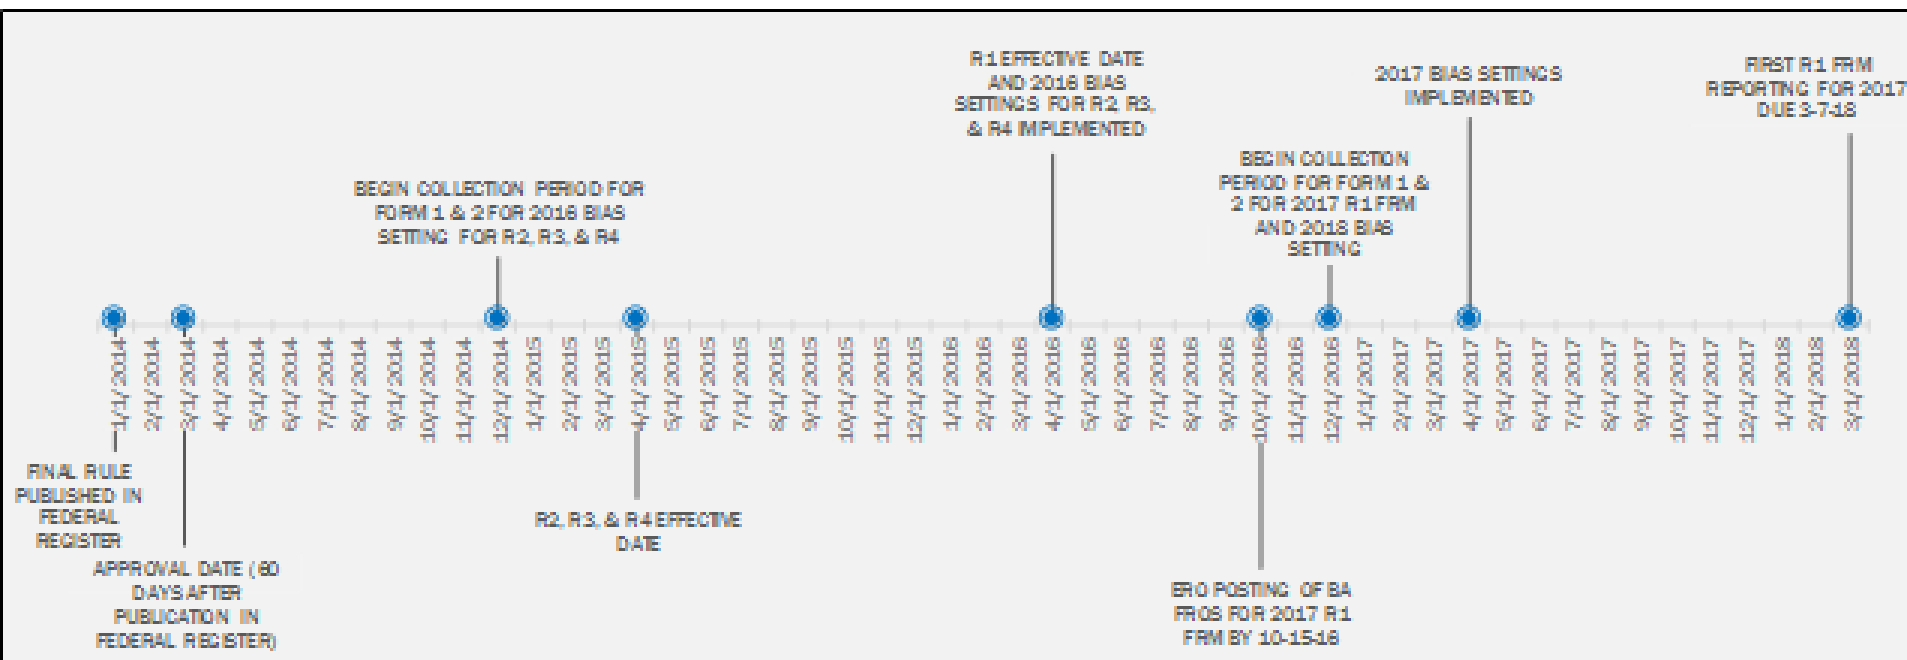 R1 EFFECTIVE DATE
AND 2016 BIAS
SETTINGS FOR R2, R3,
& R4 IMPLEMENTED
2017 BIAS SETTINGS
IMPLEMENTED
FIRST R1 FRM
REPORTING FOR 2017
DUE 3-7-18
BEGIN COLLECTION PERIOD FOR
FORM 1 & 2 FOR 2016 BIAS
SETTING FOR R2, R3, & R4
BEGIN COLLECTION
PERIOD FOR FORM 1 &
2 FOR 2017 R1 FRM
AND 2018 BIAS
SETTING
1/1/2014
2/1/2014
3/1/2014
4/1/2014
5/1/2014
6/1/2014
7/1/2014
8/1/2014
9/1/2014
10/1/2014
11/1/2014
12/1/2014
1/1/2015
2/1/2015
3/1/2015
4/1/2015
5/1/2015
6/1/2015
7/1/2015
8/1/2015
9/1/2015
10/1/2015
11/1/2015
12/1/2015
1/1/2016
2/1/2016
3/1/2016
4/1/2016
5/1/2016
6/1/2016
7/1/2016
8/1/2016
9/1/2016
10/1/2016
11/1/2016
12/1/2016
1/1/2017
2/1/2017
3/1/2017
4/1/2017
5/1/2017
6/1/2017
7/1/2017
8/1/2017
9/1/2017
10/1/2017
11/1/2017
12/1/2017
1/1/2018
2/1/2018
3/1/2018
FINAL RULE
PUBLISHED IN
FEDERAL
REGISTER
APPROVAL DATE (60
DAYS AFTER
PUBLICATION IN
FEDERAL REGISTER)
R2, R3, & R4 EFFECTIVE
DATE
ERO POSTING OF BA
FROS FOR 2017 R1
FRM BY 10-15-16